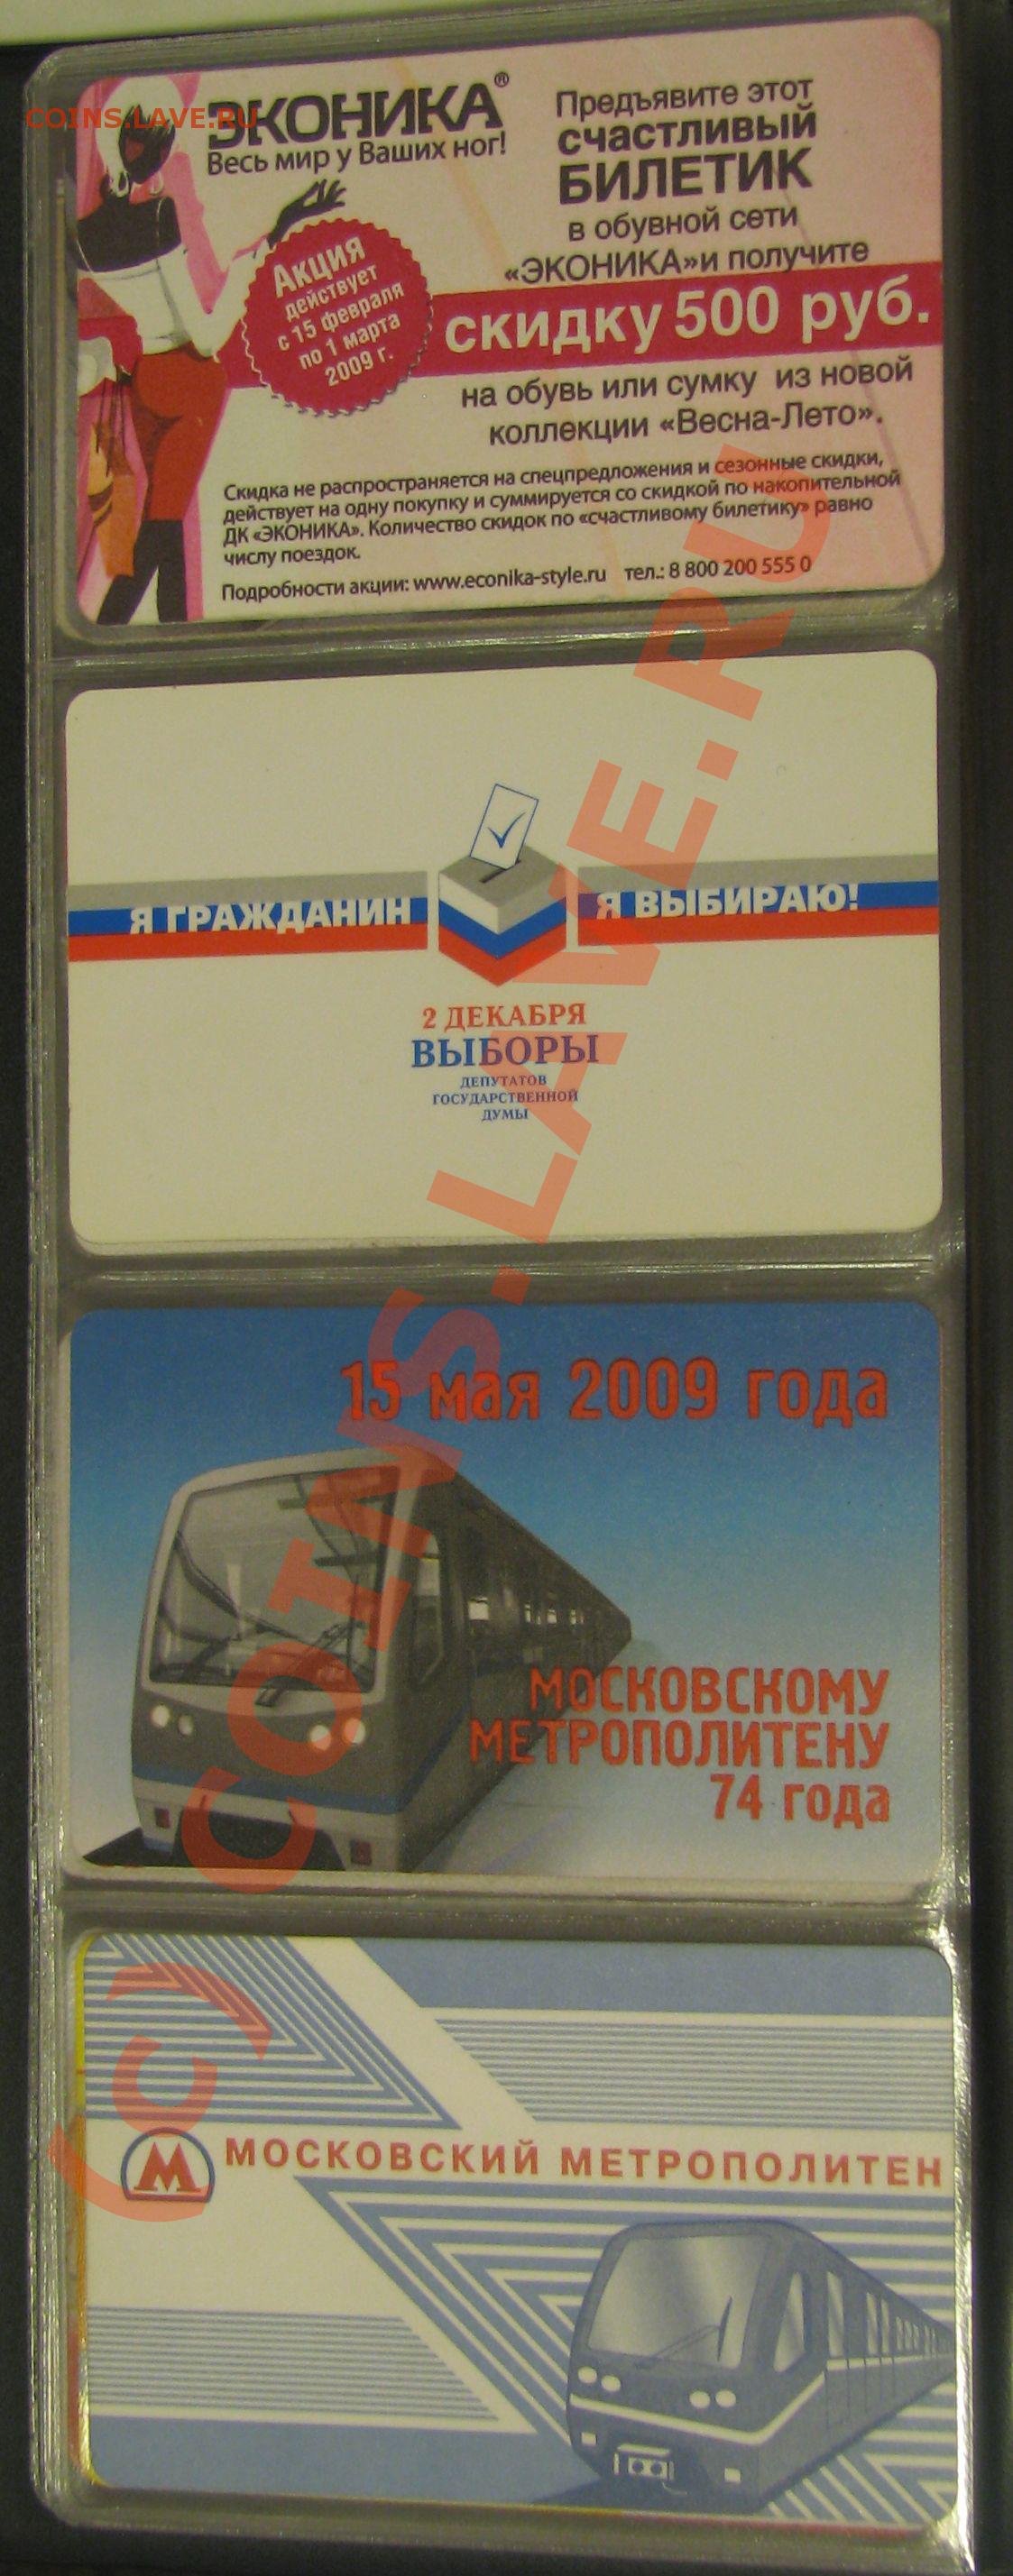 COINS.LAVE.RU
ЭКОНИКА®
Весь мир у Ваших ног!
Предъявите этот
счастливый
БИЛЕТИК
в обувной сети
«ЭКОНИКА»и получите
скидку 500 руб.
на обувь или сумку из новой
коллекции «Весна-Лето».
Акция
действует
с 15 февраля
по 1 марта
2009 г.
Скидка не распространяется на спецпредложения и сезонные скидки,
действует на одну покупку и суммируется со скидкой по накопительной
ДК «ЭКОНИКА». Количество скидок по «счастливому билетику» равно
числу поездок.
Подробности акции: www.econika-style.ru тел.: 8 800 200 555 0
Я ГРАЖДАНИН Я ВЫБИРАЮ!
2 ДЕКАБРЯ
ВЫБОРЫ
ДЕПУТАТОВ
ГОСУДАРСТВЕННОЙ
ДУМЫ
15 мая 2009 года
МОСКОВСКОМУ
МЕТРОПОЛИТЕНУ
74 года
М МОСКОВСКИЙ МЕТРОПОЛИТЕН
(c) COINS.LAVE.RU